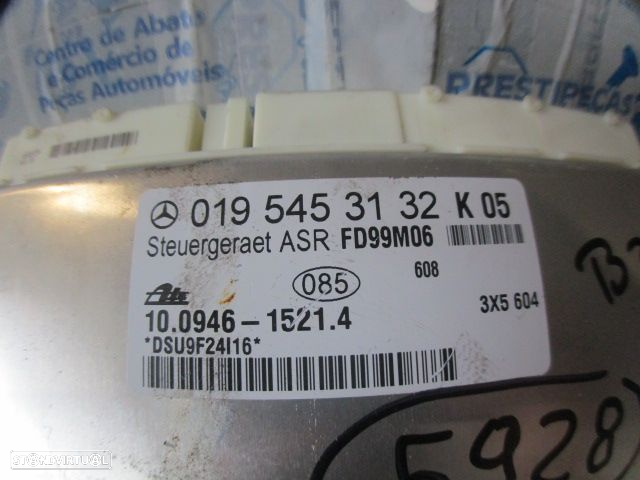 Centre de Abate
e Comércio de
Peças Automóveis
PRESTIPEÇAS
019 545 31 32 K 05
Steuergeraet ASR FD99M06
085
608
3X5 604
Ate
10.0946-1521.4
*DSU9F24I16*
5928
STANDVIRTUAL